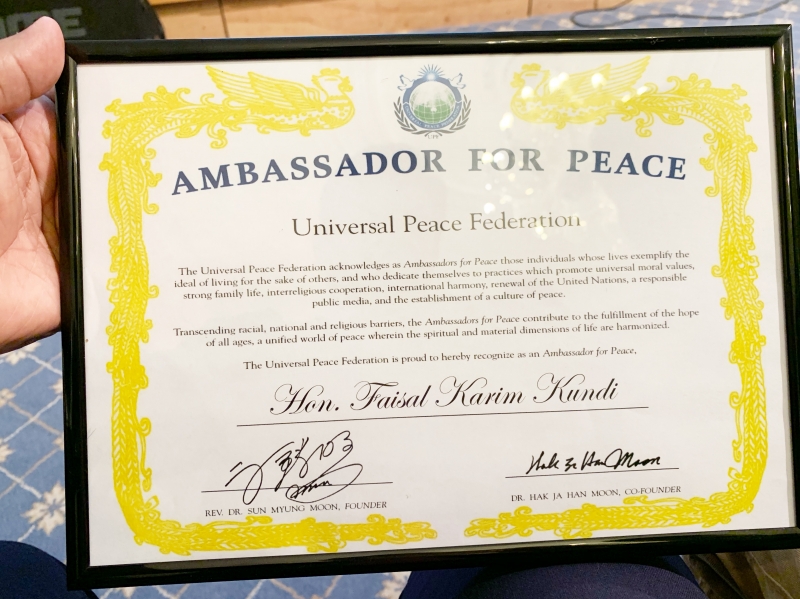 AMBASSADOR FOR PEACE
Universal Peace Federation
The Universal Peace Federation acknowledges as Ambassadors for Peace those individuals whose lives exemplify the
ideal of living for the sake of others, and who dedicate themselves to practices which promote universal moral values,
strong family life, interreligious cooperation, international harmony, renewal of the United Nations, a responsible
public media, and the establishment of a culture of peace.
Transcending racial, national and religious barriers, the Ambassadors for Peace contribute to the fulfillment of the hope
of all ages, a unified world of peace wherein the spiritual and material dimensions of life are harmonized.
The Universal Peace Federation is proud to hereby recognize as an Ambassador for Peace,
Hon. Faisal Karim Kundi
Hak Ja Han Moon
REV. DR. SUN MYUNG MOON, FOUNDER
DR. HAK JA HAN MOON, CO-FOUNDER